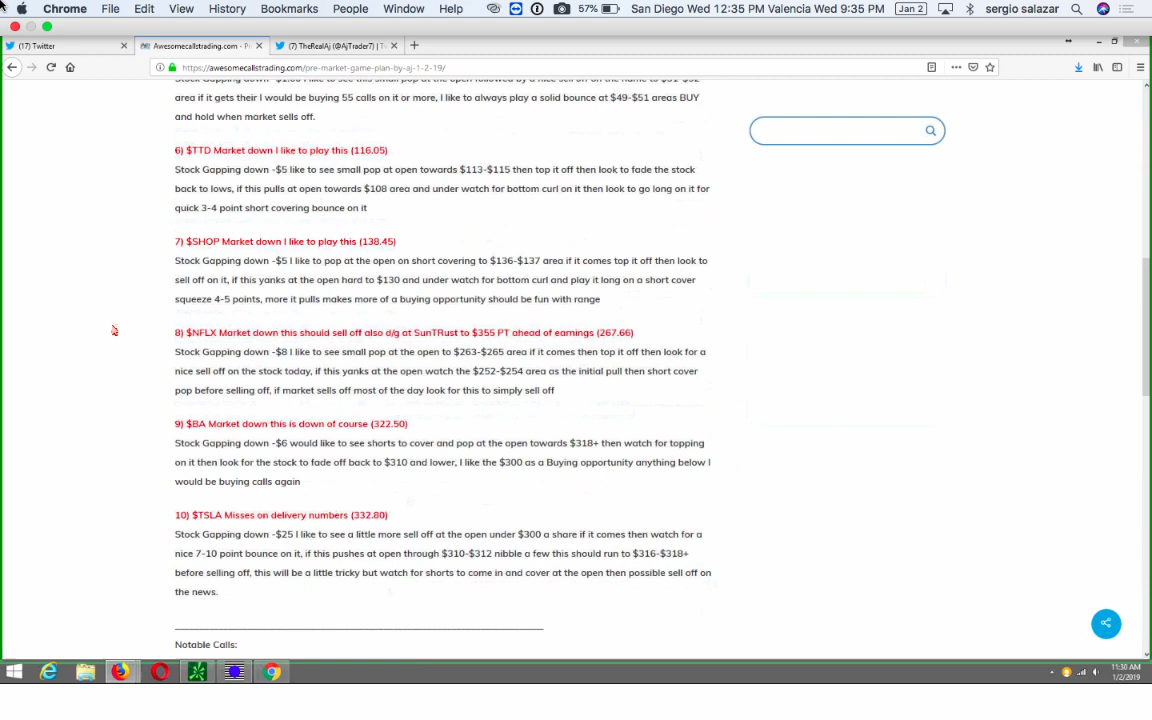 Chrome File Edit View History Bookmarks People Window Help 57% San Diego Wed 12:35 PM Valencia Wed 9:35 PM Jan 2 sergio salazar
(17) Twitter Awesomecallstrading.com - P (7) TheRealAj (@AjTrader7) | T
https://awesomecallstrading.com/pre-market-game-plan-by-aj-1-2-19/
area if it gets their I would be buying 55 calls on it or more, I like to always play a solid bounce at $49-$51 areas BUY
and hold when market sells off.
6) $TTD Market down I like to play this (116.05)
Stock Gapping down -$5 like to see small pop at open towards $113-$115 then top it off then look to fade the stock
back to lows, if this pulls at open towards $108 area and under watch for bottom curl on it then look to go long on it for
quick 3-4 point short covering bounce on it
7) $SHOP Market down I like to play this (138.45)
Stock Gapping down -$5 I like to pop at the open on short covering to $136-$137 area if it comes top it off then look to
sell off on it, if this yanks at the open hard to $130 and under watch for bottom curl and play it long on a short cover
squeeze 4-5 points, more it pulls makes more of a buying opportunity should be fun with range
8) $NFLX Market down this should sell off also d/g at SunTRust to $355 PT ahead of earnings (267.66)
Stock Gapping down -$8 I like to see small pop at the open to $263-$265 area if it comes then top it off then look for a
nice sell off on the stock today, if this yanks at the open watch the $252-$254 area as the initial pull then short cover
pop before selling off, if market sells off most of the day look for this to simply sell off
9) $BA Market down this is down of course (322.50)
Stock Gapping down -$6 would like to see shorts to cover and pop at the open towards $318+ then watch for topping
on it then look for the stock to fade off back to $310 and lower, I like the $300 as a Buying opportunity anything below I
would be buying calls again
10) $TSLA Misses on delivery numbers (332.80)
Stock Gapping down -$25 I like to see a little more sell off at the open under $300 a share if it comes then watch for a
nice 7-10 point bounce on it, if this pushes at open through $310-$312 nibble a few this should run to $316-$318+
before selling off, this will be a little tricky but watch for shorts to come in and cover at the open then possible sell off on
the news.
Notable Calls:
11:30 AM
1/2/2019